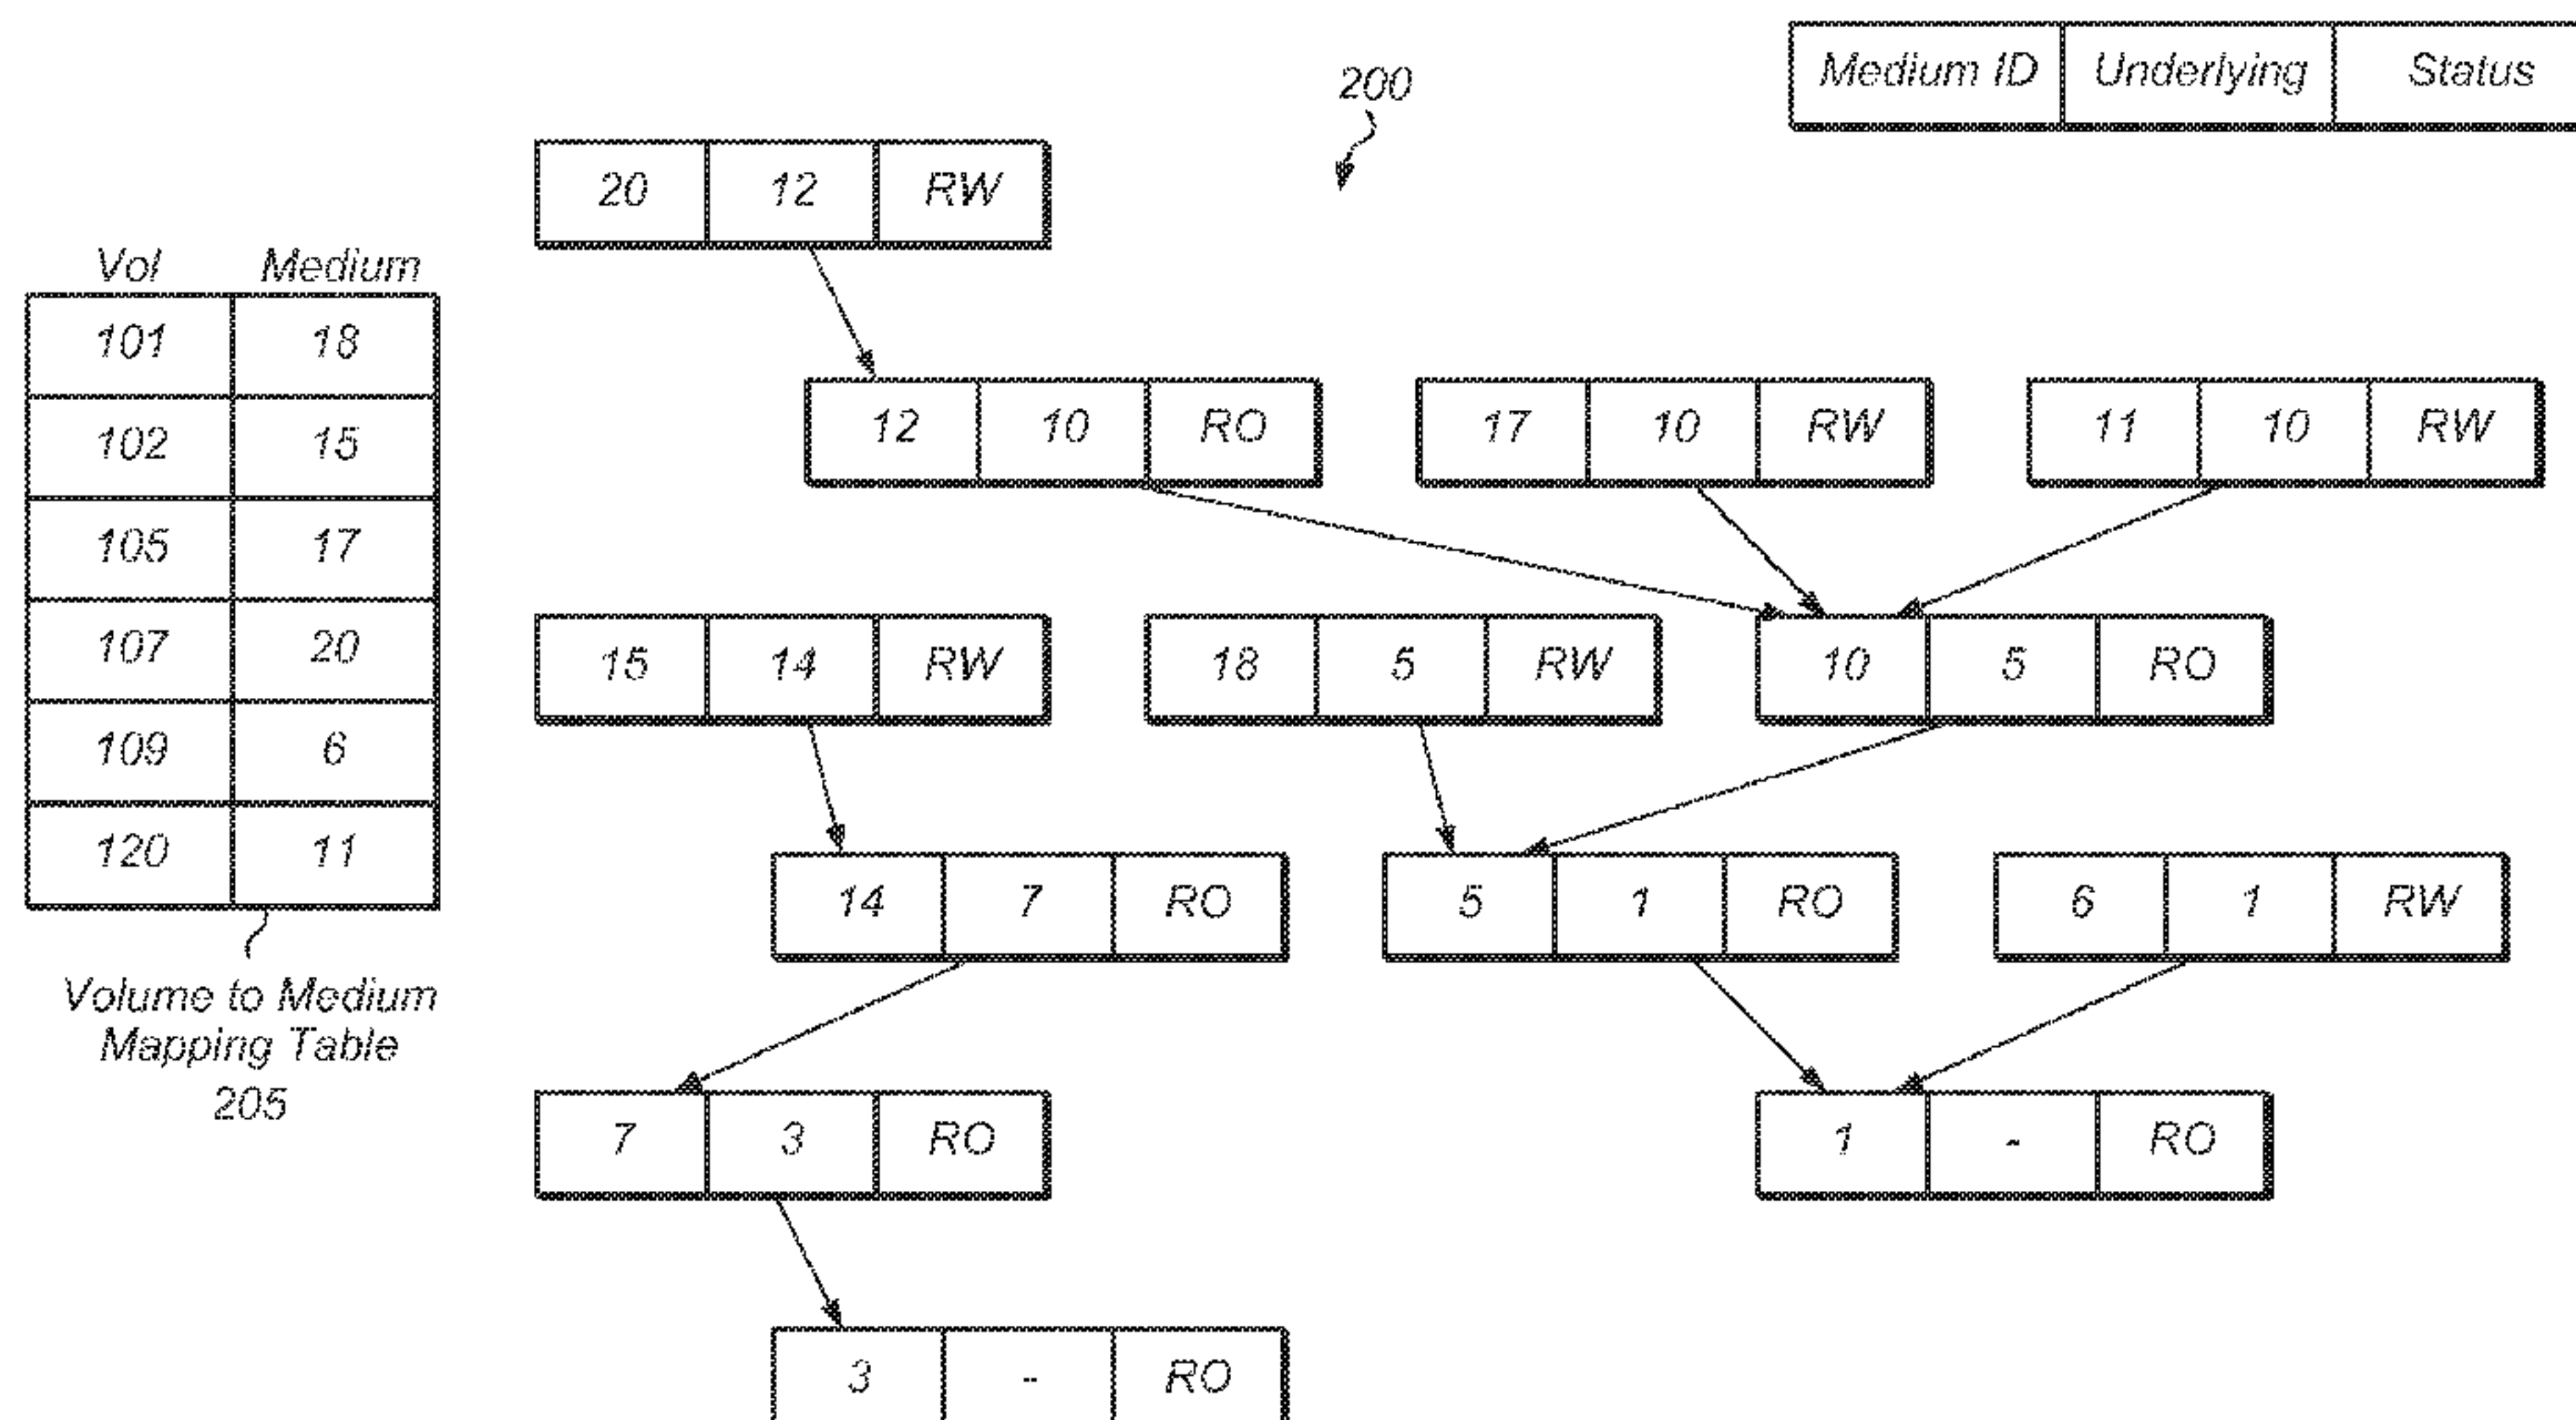 Medium ID Underlying Status
200
20 12 RW
Vol Medium
101 18
102 15
105 17
107 20
109 6
120 11
Volume to Medium
Mapping Table
205
12 10 RO
17 10 RW
11 10 RW
15 14 RW
18 5 RW
10 5 RO
14 7 RO
5 1 RO
6 1 RW
7 3 RO
1 - RO
3 - RO